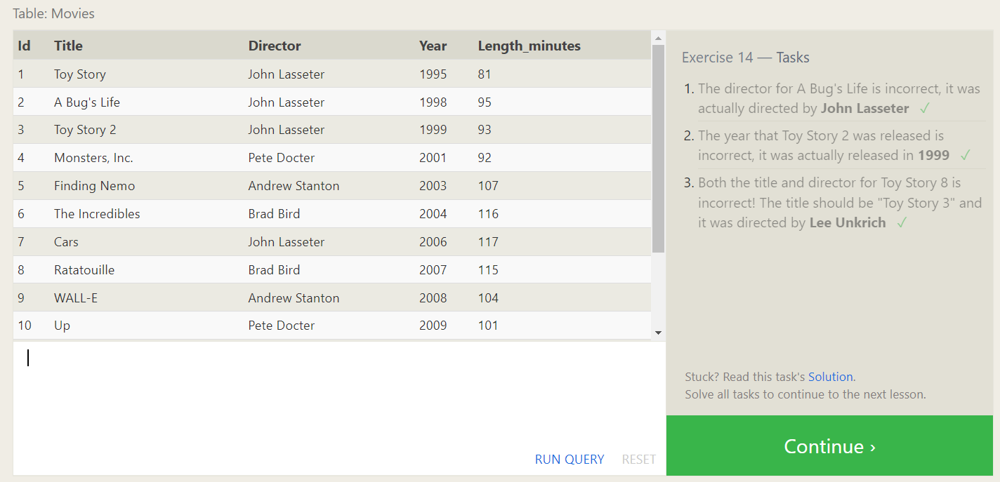 Table: Movies
Id Title Director Year Length_minutes
1 Toy Story John Lasseter 1995 81
2 A Bug's Life John Lasseter 1998 95
3 Toy Story 2 John Lasseter 1999 93
4 Monsters, Inc. Pete Docter 2001 92
5 Finding Nemo Andrew Stanton 2003 107
6 The Incredibles Brad Bird 2004 116
7 Cars John Lasseter 2006 117
8 Ratatouille Brad Bird 2007 115
9 WALL-E Andrew Stanton 2008 104
10 Up Pete Docter 2009 101
RUN QUERY RESET
Exercise 14 — Tasks
1. The director for A Bug's Life is incorrect, it was
actually directed by John Lasseter ✓
2. The year that Toy Story 2 was released is
incorrect, it was actually released in 1999 ✓
3. Both the title and director for Toy Story 8 is
incorrect! The title should be "Toy Story 3" and
it was directed by Lee Unkrich ✓
Stuck? Read this task's Solution.
Solve all tasks to continue to the next lesson.
Continue ›